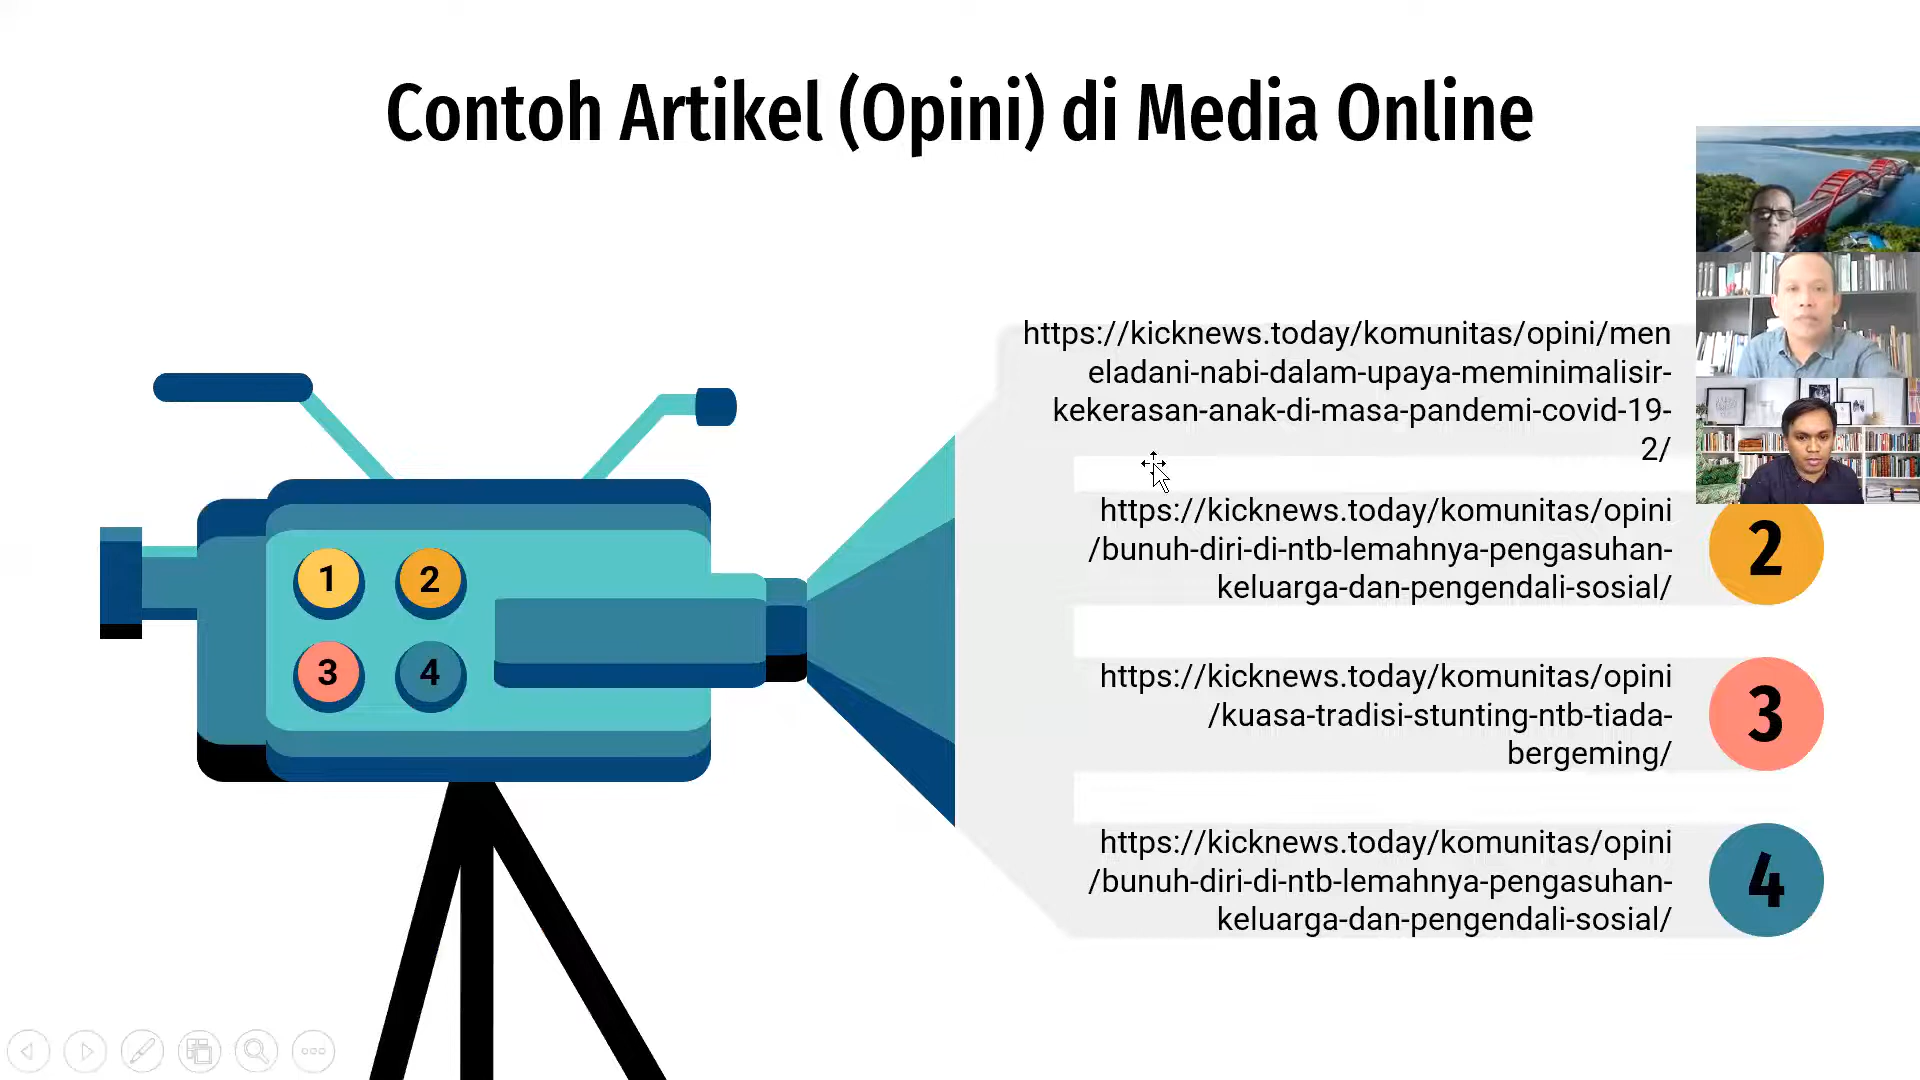 Contoh Artikel (Opini) di Media Online
https://kicknews.today/komunitas/opini/men
eladani-nabi-dalam-upaya-meminimalisir-
kekerasan-anak-di-masa-pandemi-covid-19-
2/
https://kicknews.today/komunitas/opini
/bunuh-diri-di-ntb-lemahnya-pengasuhan-
keluarga-dan-pengendali-sosial/
2
https://kicknews.today/komunitas/opini
/kuasa-tradisi-stunting-ntb-tiada-
bergeming/
3
https://kicknews.today/komunitas/opini
/bunuh-diri-di-ntb-lemahnya-pengasuhan-
keluarga-dan-pengendali-sosial/
4
1 2
3 4